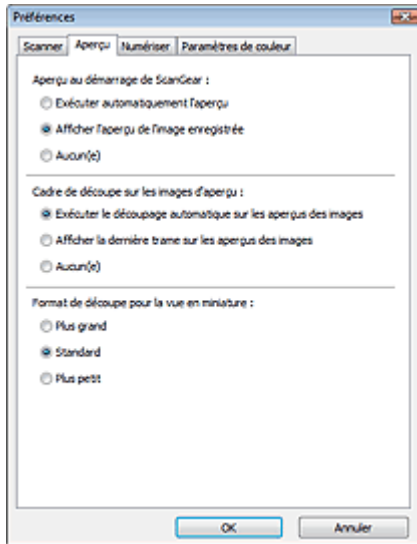 Préférences
Scanner Aperçu Numériser Paramètres de couleur
Aperçu au démarrage de ScanGear :
Exécuter automatiquement l'aperçu
Afficher l'aperçu de l'image enregistrée
Aucun(e)
Cadre de découpe sur les images d'aperçu :
Exécuter le découpage automatique sur les aperçus des images
Afficher la dernière trame sur les aperçus des images
Aucun(e)
Format de découpe pour la vue en miniature :
Plus grand
Standard
Plus petit
OK Annuler